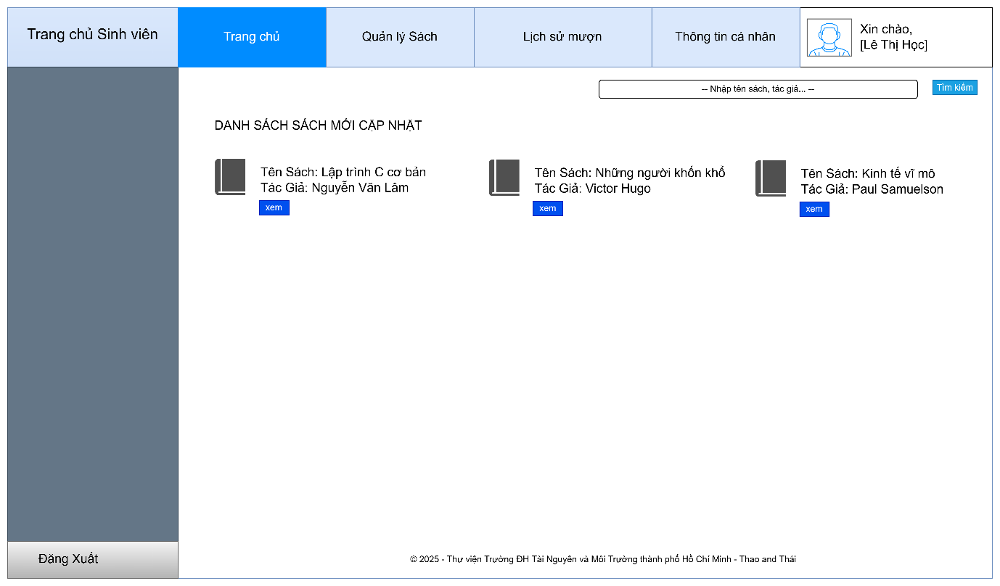 Trang chủ Sinh viên
Trang chủ
Quản lý Sách
Lịch sử mượn
Thông tin cá nhân
Xin chào,
[Lê Thị Học]
-- Nhập tên sách, tác giả... --
Tìm kiếm
DANH SÁCH SÁCH MỚI CẬP NHẬT
Tên Sách: Lập trình C cơ bản
Tác Giả: Nguyễn Văn Lâm
xem
Tên Sách: Những người khốn khổ
Tác Giả: Victor Hugo
xem
Tên Sách: Kinh tế vĩ mô
Tác Giả: Paul Samuelson
xem
Đăng Xuất
© 2025 - Thư viện Trường ĐH Tài Nguyên và Môi Trường thành phố Hồ Chí Minh - Thao and Thái